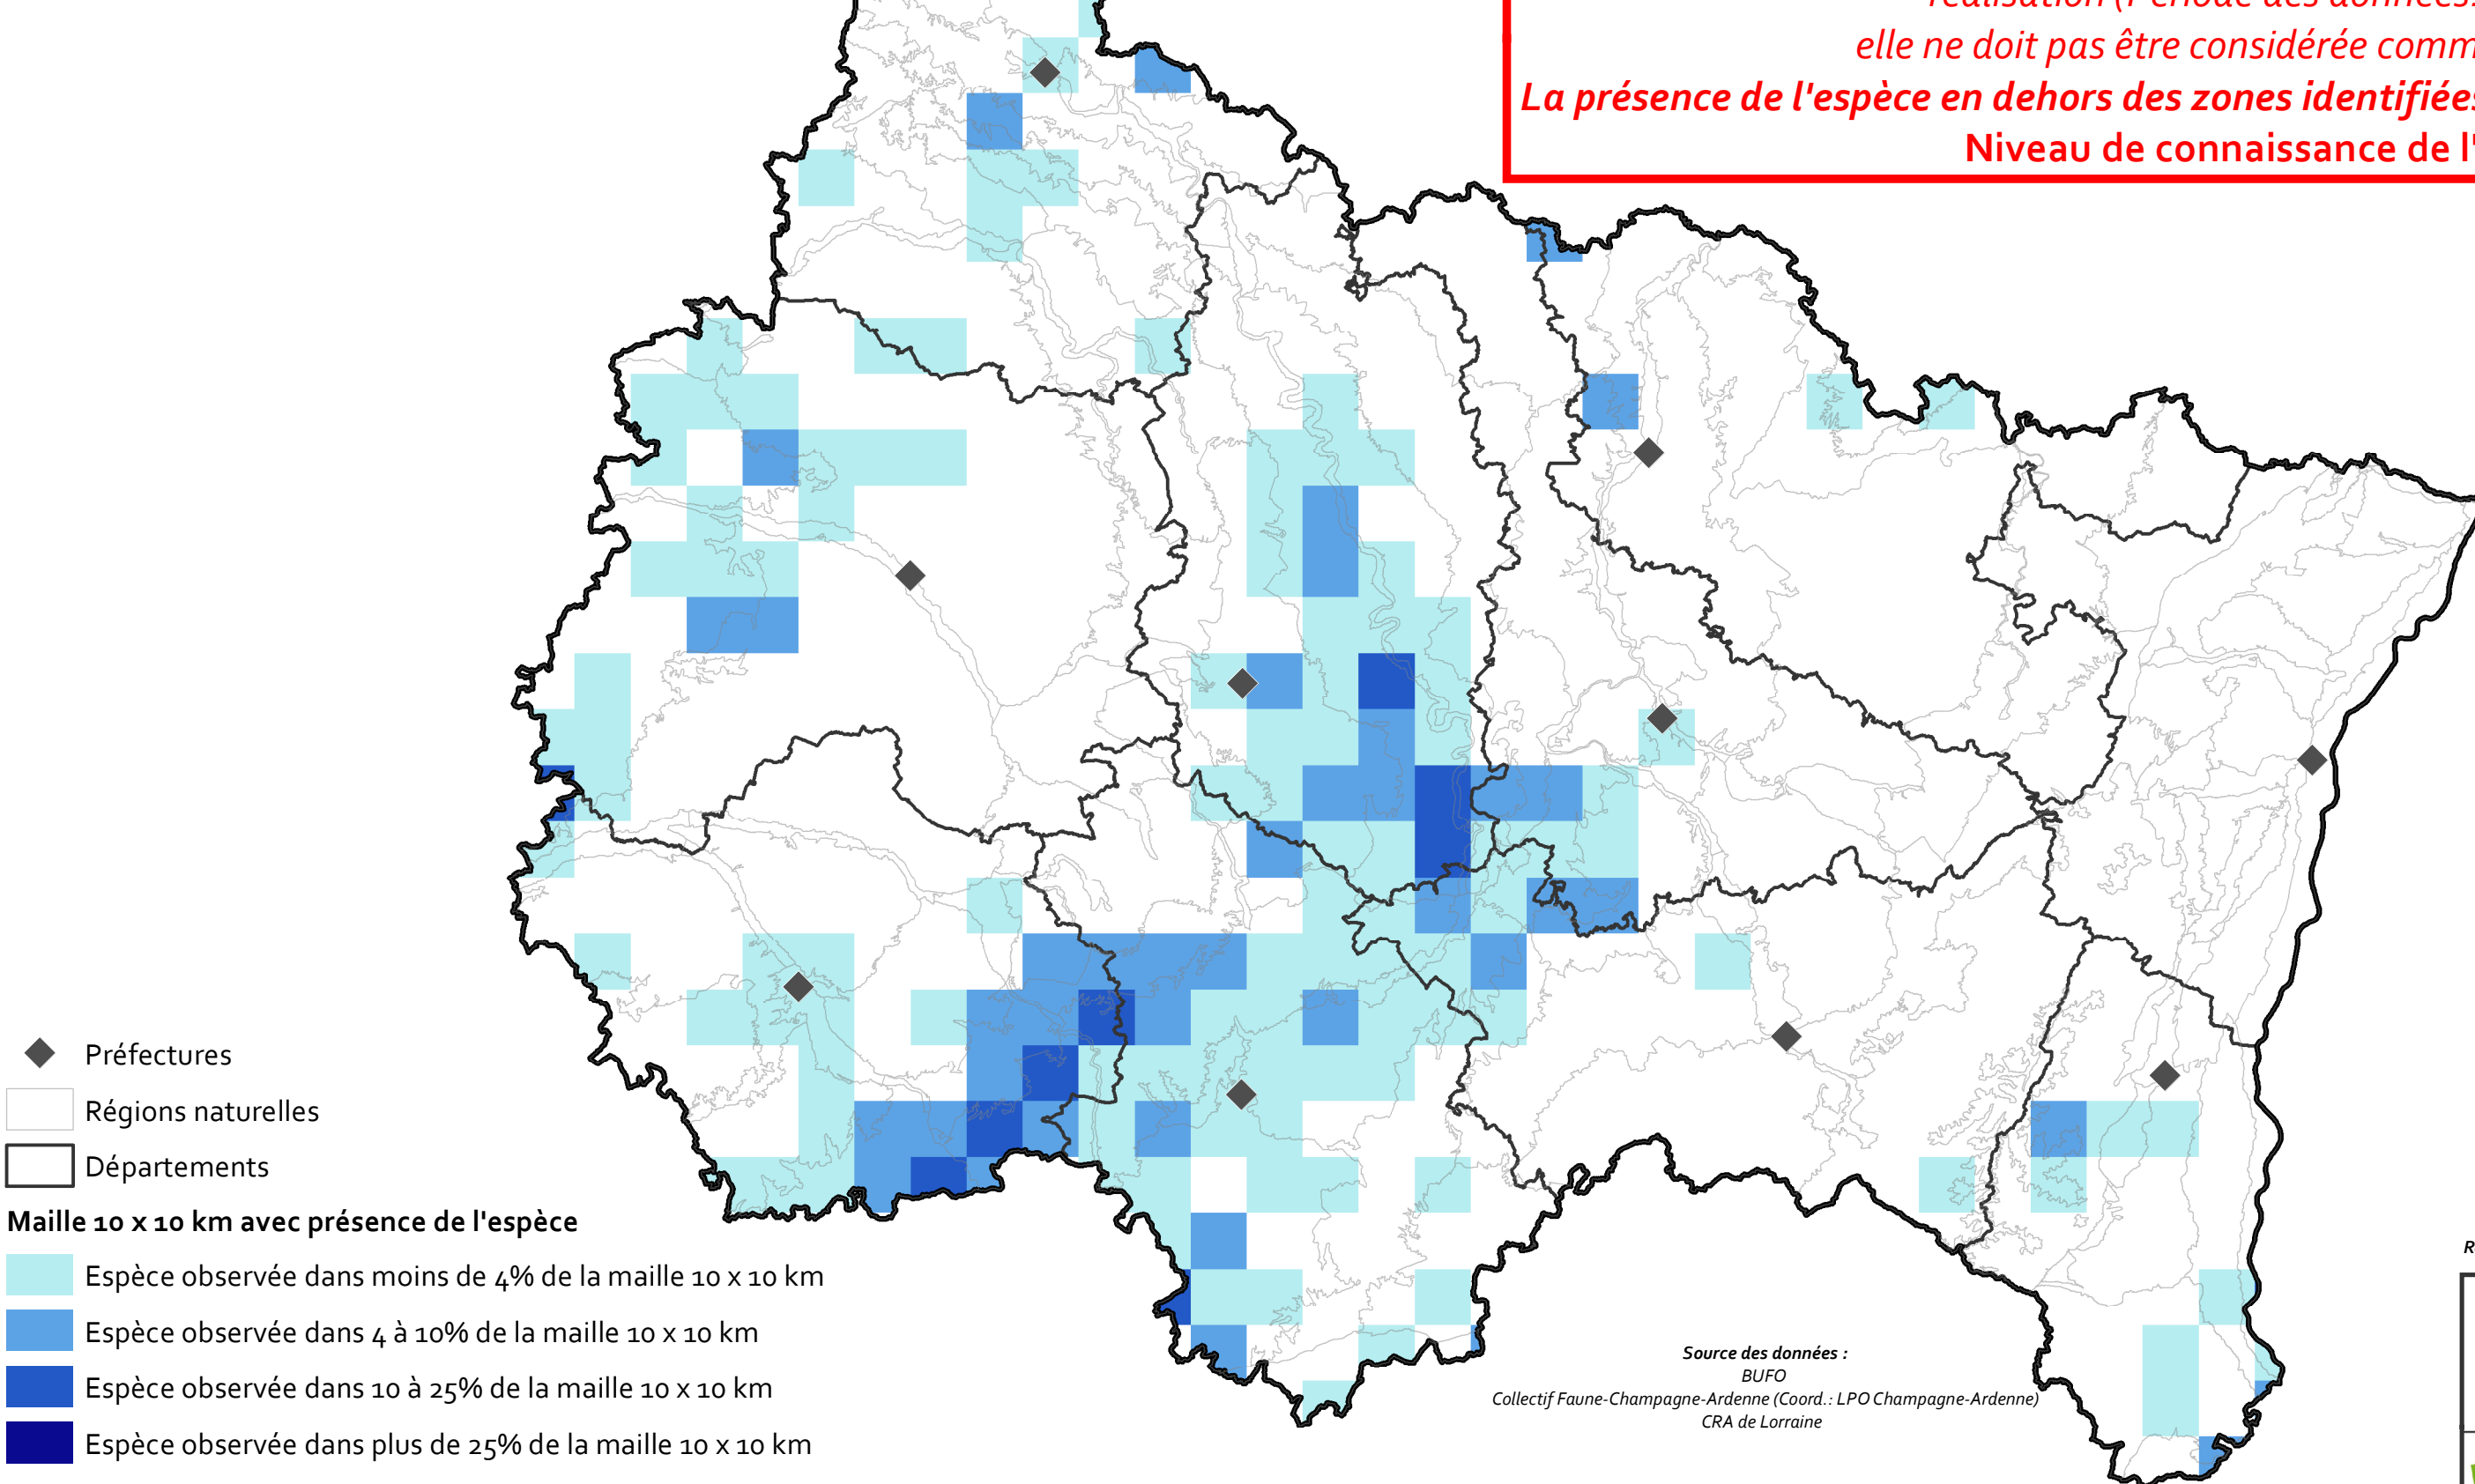 elle ne doit pas être considérée comm
La présence de l'espèce en dehors des zones identifiées
Niveau de connaissance de l'
Préfectures
Régions naturelles
Départements
Maille 10 x 10 km avec présence de l'espèce
Espèce observée dans moins de 4% de la maille 10 x 10 km
Espèce observée dans 4 à 10% de la maille 10 x 10 km
Espèce observée dans 10 à 25% de la maille 10 x 10 km
Espèce observée dans plus de 25% de la maille 10 x 10 km
Source des données :
BUFO
Collectif Faune-Champagne-Ardenne (Coord.: LPO Champagne-Ardenne)
CRA de Lorraine